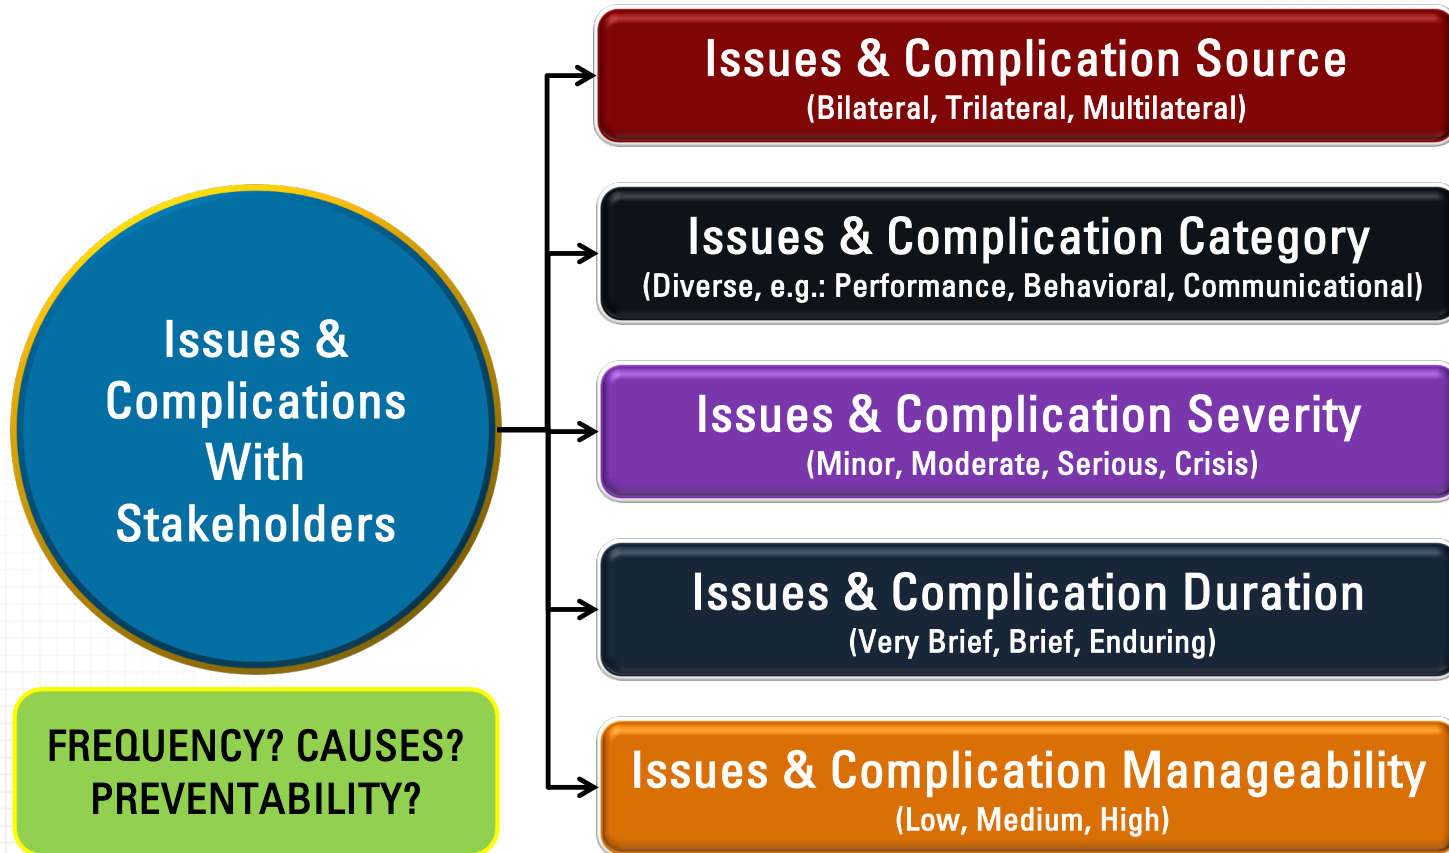 Issues &
Complications
With
Stakeholders
FREQUENCY? CAUSES?
PREVENTABILITY?
Issues & Complication Source
(Bilateral, Trilateral, Multilateral)
Issues & Complication Category
(Diverse, e.g.: Performance, Behavioral, Communicational)
Issues & Complication Severity
(Minor, Moderate, Serious, Crisis)
Issues & Complication Duration
(Very Brief, Brief, Enduring)
Issues & Complication Manageability
(Low, Medium, High)